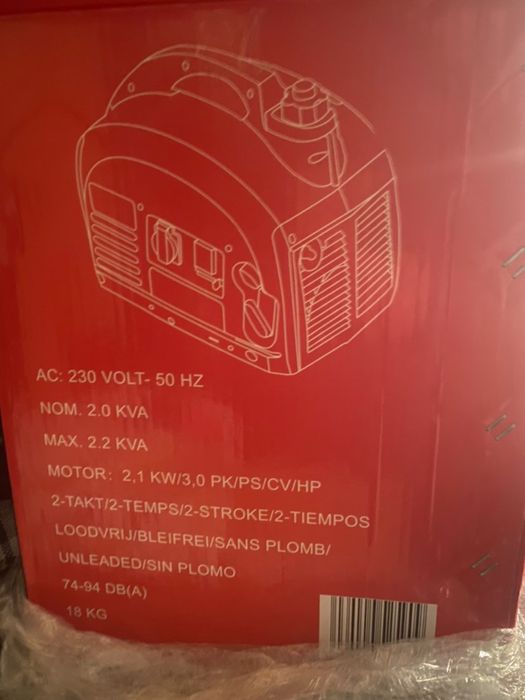 AC: 230 VOLT- 50 HZ
NOM. 2.0 KVA
MAX. 2.2 KVA
MOTOR: 2,1 KW/3,0 PK/PS/CV/HP
2-TAKT/2-TEMPS/2-STROKE/2-TIEMPOS
LOODVRIJ/BLEIFREI/SANS PLOMB/
UNLEADED/SIN PLOMO
74-94 DB(A)
18 KG